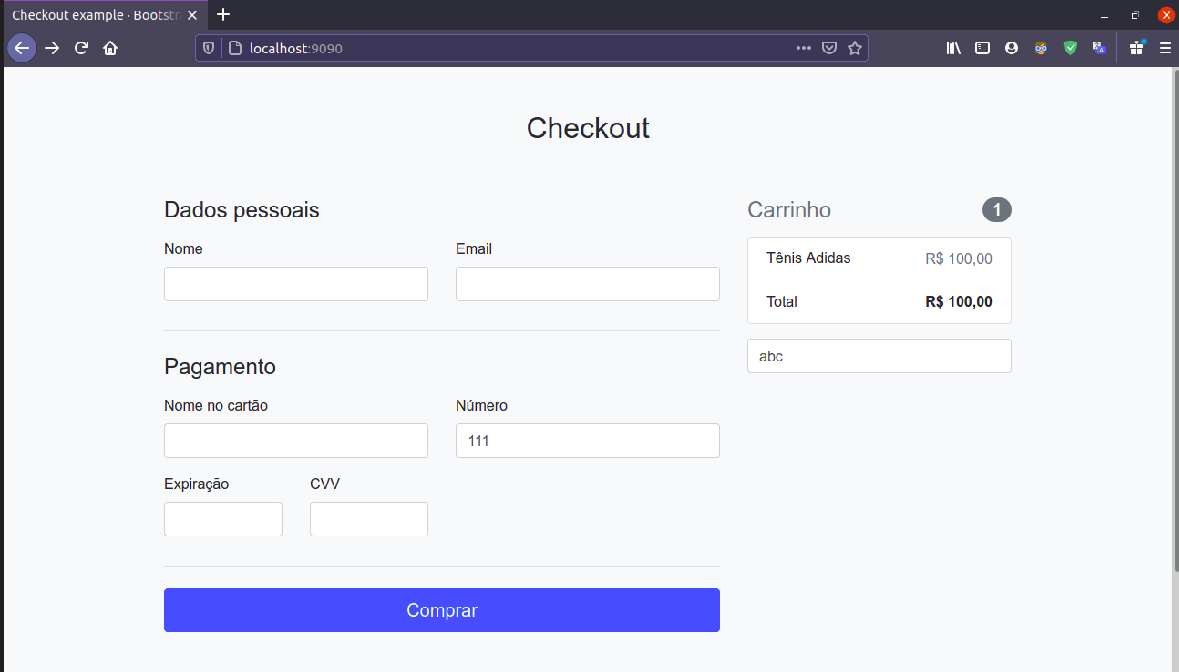 Checkout example · Bootstr
localhost:9090
Checkout
Dados pessoais
Nome
Email
Pagamento
Nome no cartão
Número
111
Expiração
CVV
Comprar
Carrinho
1
Tênis Adidas
R$ 100,00
Total
R$ 100,00
abc